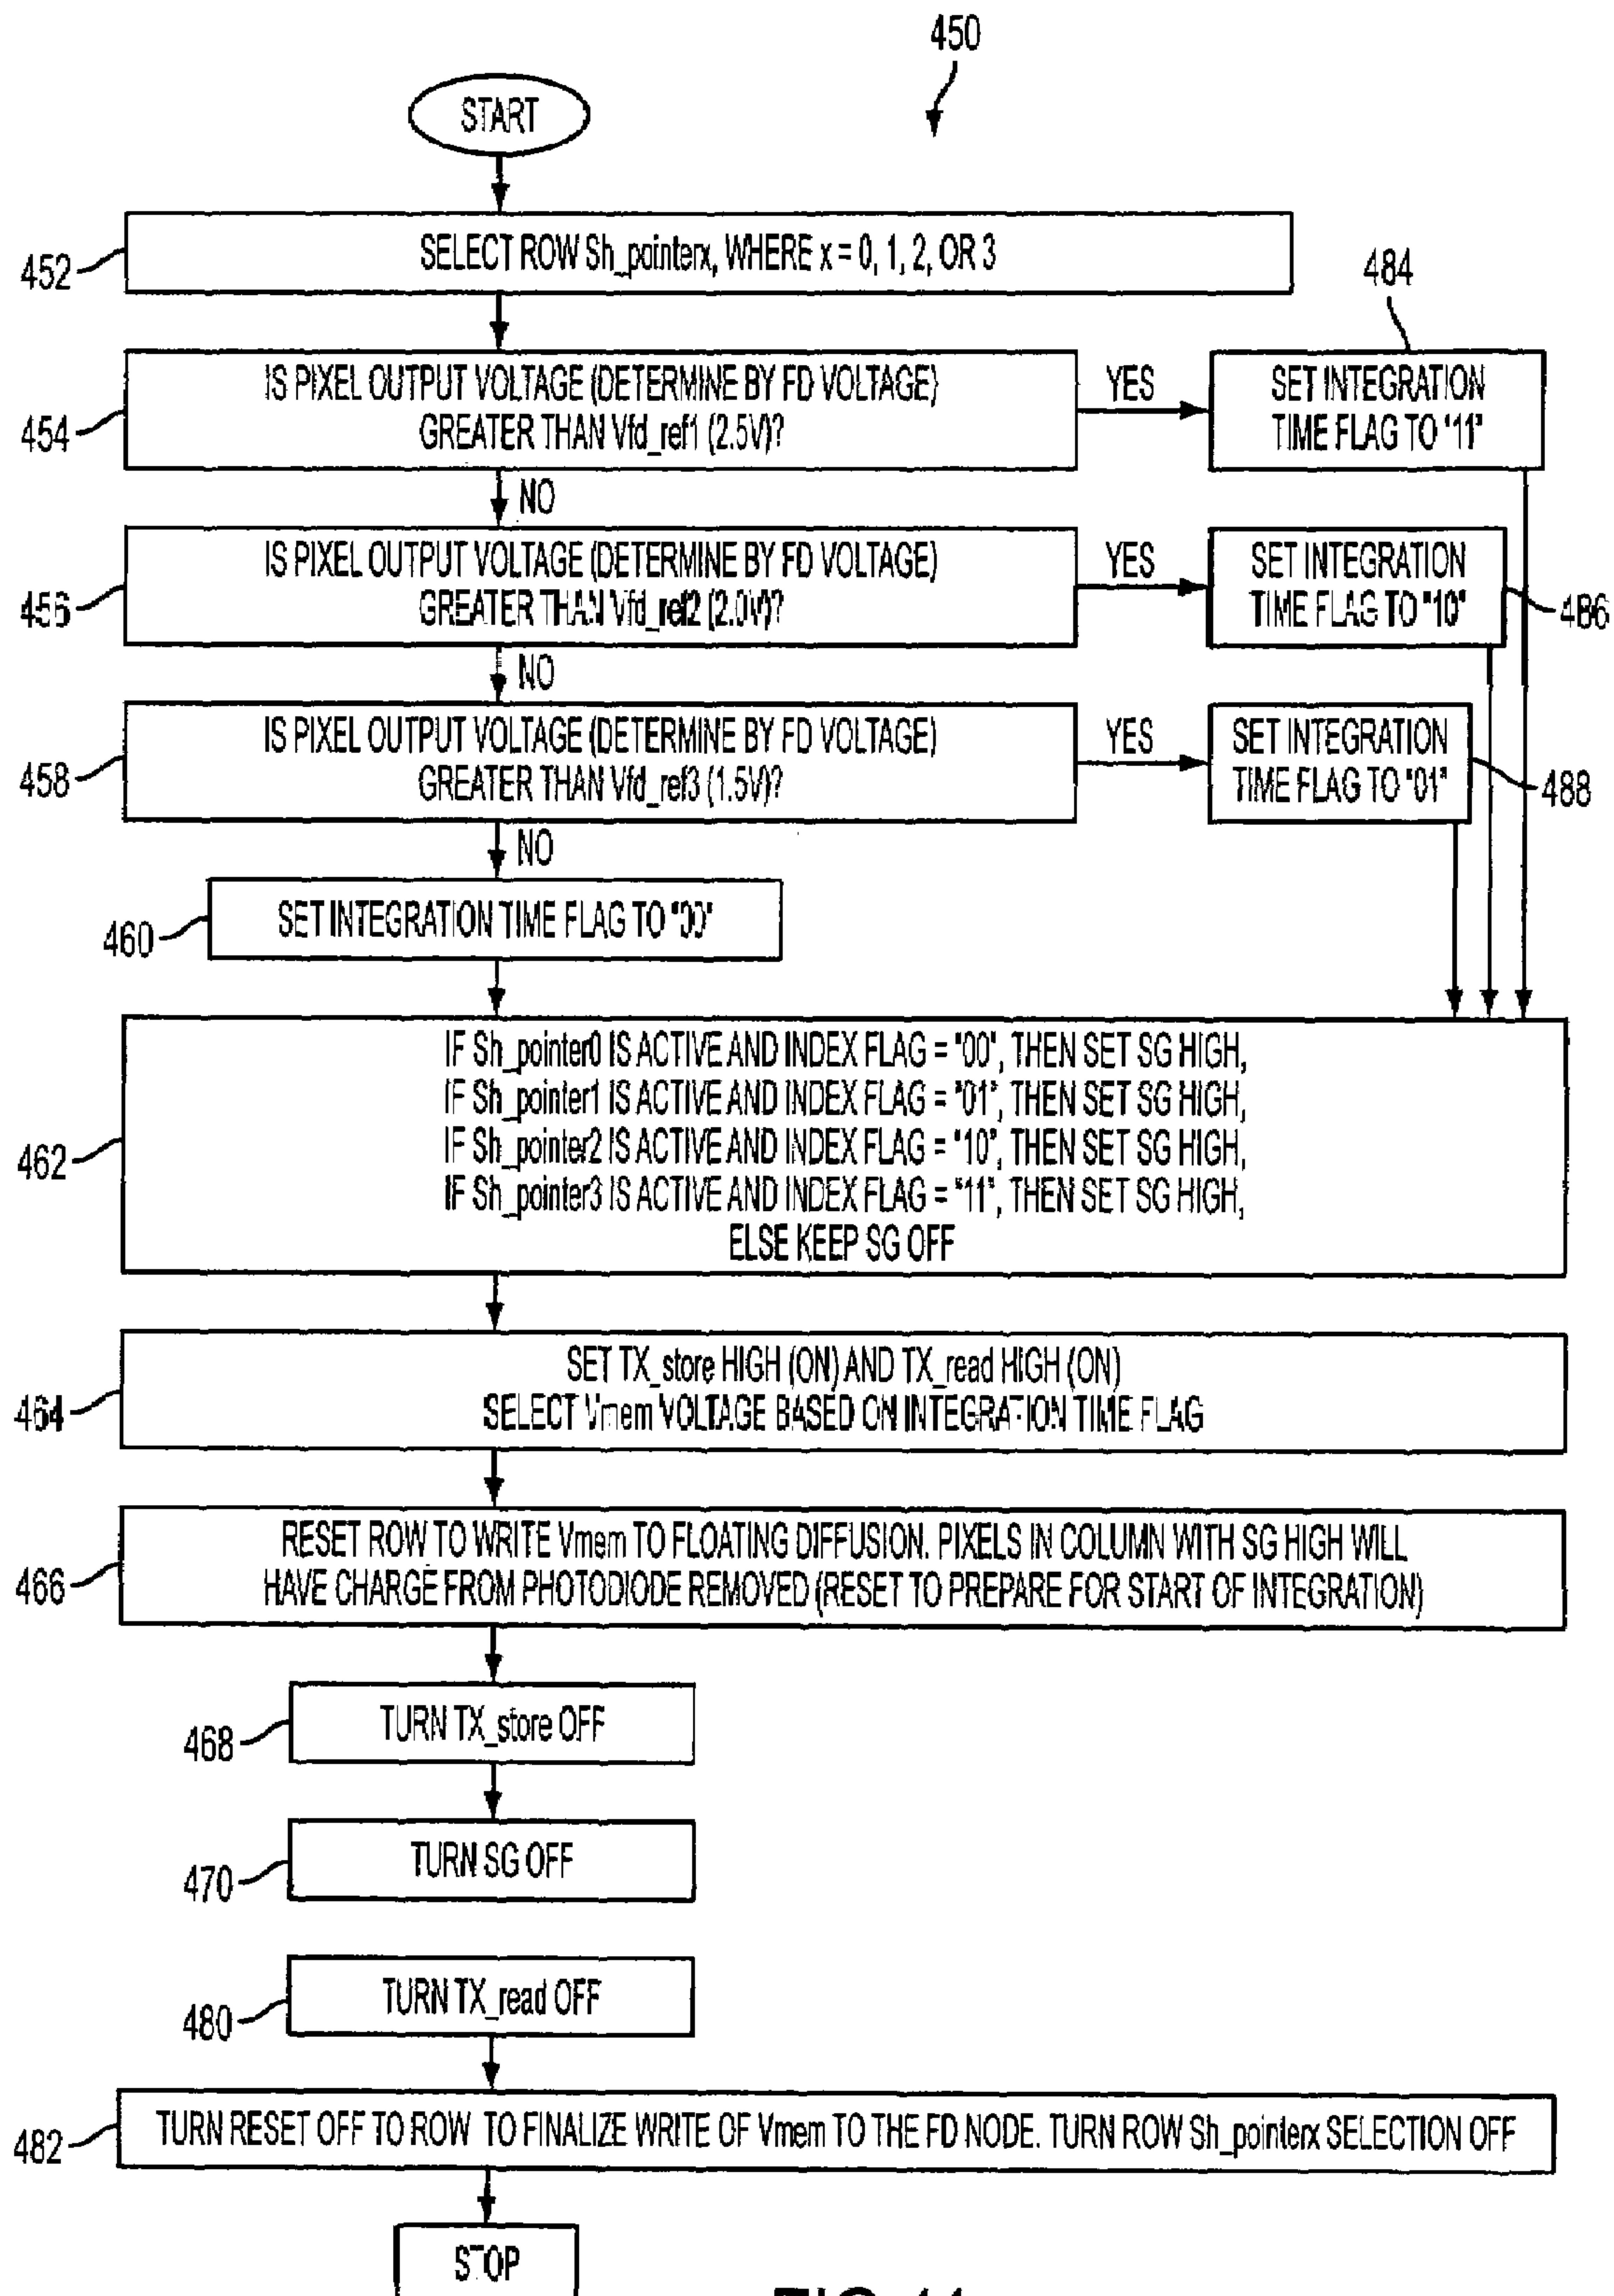 450
START
452
SELECT ROW Sh_pointerx, WHERE x = 0, 1, 2, OR 3
484
454
IS PIXEL OUTPUT VOLTAGE (DETERMINE BY FD VOLTAGE)
GREATER THAN Vfd_ref1 (2.5V)?
YES
SET INTEGRATION
TIME FLAG TO "11"
NO
456
IS PIXEL OUTPUT VOLTAGE (DETERMINE BY FD VOLTAGE)
GREATER THAN Vfd_ref2 (2.0V)?
YES
SET INTEGRATION
TIME FLAG TO "10"
486
NO
458
IS PIXEL OUTPUT VOLTAGE (DETERMINE BY FD VOLTAGE)
GREATER THAN Vfd_ref3 (1.5V)?
YES
SET INTEGRATION
TIME FLAG TO "01"
488
NO
460
SET INTEGRATION TIME FLAG TO "00"
462
IF Sh_pointer0 IS ACTIVE AND INDEX FLAG = "00", THEN SET SG HIGH,
IF Sh_pointer1 IS ACTIVE AND INDEX FLAG = "01", THEN SET SG HIGH,
IF Sh_pointer2 IS ACTIVE AND INDEX FLAG = "10", THEN SET SG HIGH,
IF Sh_pointer3 IS ACTIVE AND INDEX FLAG = "11", THEN SET SG HIGH,
ELSE KEEP SG OFF
464
SET TX_store HIGH (ON) AND TX_read HIGH (ON)
SELECT Vmem VOLTAGE BASED ON INTEGRATION TIME FLAG
466
RESET ROW TO WRITE Vmem TO FLOATING DIFFUSION. PIXELS IN COLUMN WITH SG HIGH WILL
HAVE CHARGE FROM PHOTODIODE REMOVED (RESET TO PREPARE FOR START OF INTEGRATION)
468
TURN TX_store OFF
470
TURN SG OFF
480
TURN TX_read OFF
482
TURN RESET OFF TO ROW TO FINALIZE WRITE OF Vmem TO THE FD NODE. TURN ROW Sh_pointerx SELECTION OFF
STOP